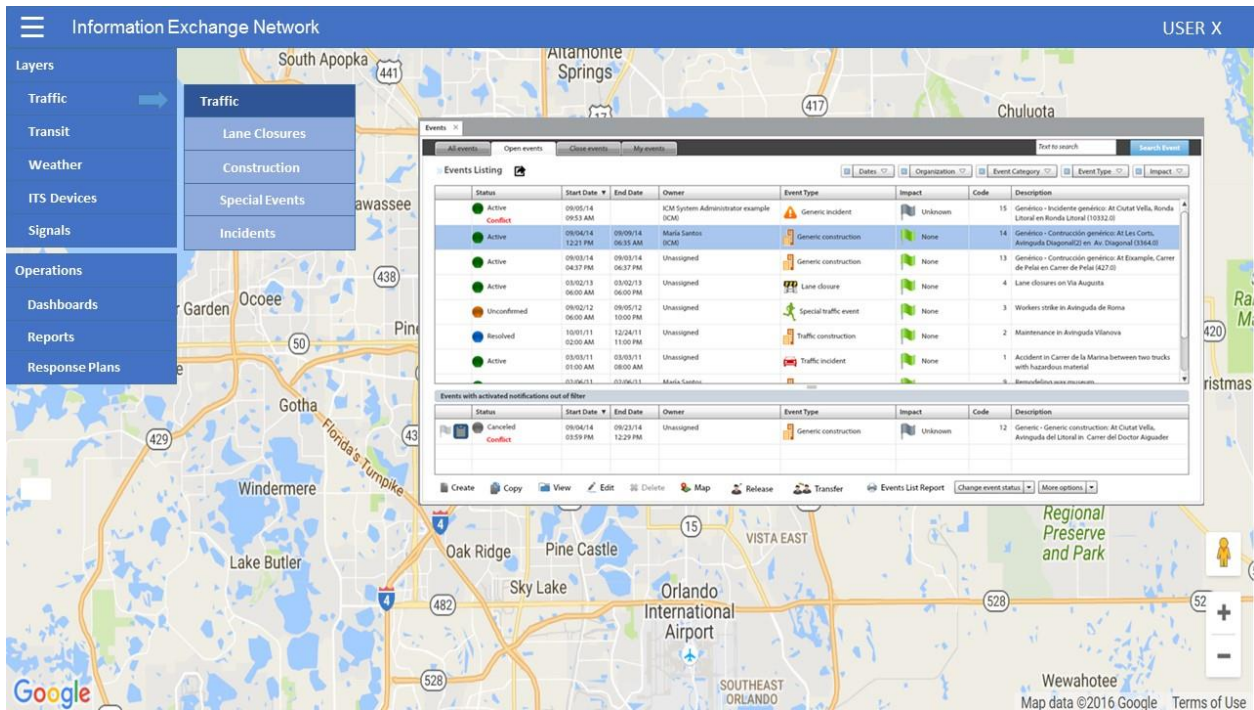 Information Exchange Network
USER X
Layers
Traffic
Transit
Weather
ITS Devices
Signals
Operations
Dashboards
Reports
Response Plans
Traffic
Lane Closures
Construction
Special Events
Incidents
South Apopka
441
Altamonte
Springs
417
Chuluota
Events ×
All events Open events Close events My events
Text to search
Search Event
Events Listing
Dates Organization Event Category Event Type Impact
Status Start Date End Date Owner Event Type Impact Code Description
Active 09/05/14 ICM System Administrator example Generic incident Unknown 15 Genérico - Incidente genérico: At Ciutat Vella, Ronda
Conflict 09:53 AM (ICM) Litoral en Ronda Litoral (10332.0)
Active 09/04/14 09/09/14 Maria Santos Generic construction None 14 Genérico - Contrucción genérico: At Les Corts,
12:21 PM 06:35 AM (ICM) Avinguda Diagonal(2) en Av. Diagonal (3364.0)
Active 09/03/14 09/03/14 Unassigned Generic construction None 13 Genérico - Contrucción genérico: At Eixample, Carrer
04:37 PM 06:37 PM de Pelai en Carrer de Pelai (427.0)
Active 03/02/13 03/02/13 Unassigned Lane closure None 4 Lane closures on Via Augusta
06:00 AM 06:00 PM
Unconfirmed 09/02/12 09/05/12 Unassigned Special traffic event None 3 Workers strike in Avinguda de Roma
06:00 AM 10:00 PM
Resolved 10/01/11 12/24/11 Unassigned Traffic construction None 2 Maintenance in Avinguda Vilanova
02:00 AM 11:00 PM
Active 03/03/11 03/03/11 Unassigned Traffic incident None 1 Accident in Carrer de la Marina between two trucks
01:00 AM 08:00 AM with hazardous material
Events with activated notifications out of filter
Status Start Date End Date Owner Event Type Impact Code Description
Canceled 09/04/14 09/23/14 Unassigned Generic construction Unknown 12 Generic - Generic construction: At Ciutat Vella,
Conflict 03:59 PM 12:29 PM Avinguda del Litoral in Carrer del Doctor Aiguader
Create Copy View Edit Delete Map Release Transfer Events List Report Change event status More options
awassee
438
Ocoee
Garden
50
Pine
420
ristmas
Gotha
429
Florida's Turnpike
Windermere
4
15
VISTA EAST
Regional
Preserve
and Park
Lake Butler
Oak Ridge
Pine Castle
Sky Lake
4
482
Orlando
International
Airport
528
528
SOUTHEAST
ORLANDO
Wewahotee
Google
Map data ©2016 Google Terms of Use